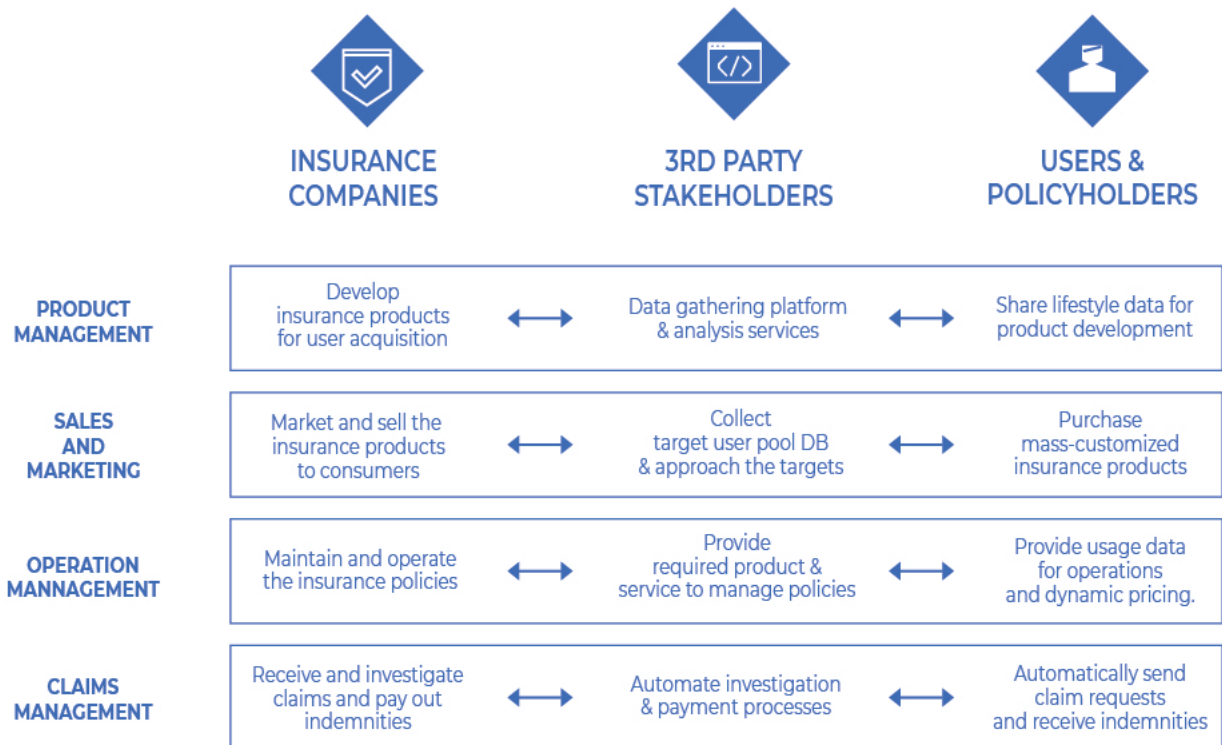 </>
INSURANCE
COMPANIES
3RD PARTY
STAKEHOLDERS
USERS &
POLICYHOLDERS
PRODUCT
MANAGEMENT
Develop
insurance products
for user acquisition
Data gathering platform
& analysis services
Share lifestyle data for
product development
SALES
AND
MARKETING
Market and sell the
insurance products
to consumers
Collect
target user pool DB
& approach the targets
Purchase
mass-customized
insurance products
OPERATION
MANNAGEMENT
Maintain and operate
the insurance policies
Provide
required product &
service to manage policies
Provide usage data
for operations
and dynamic pricing.
CLAIMS
MANAGEMENT
Receive and investigate
claims and pay out
indemnities
Automate investigation
& payment processes
Automatically send
claim requests
and receive indemnities